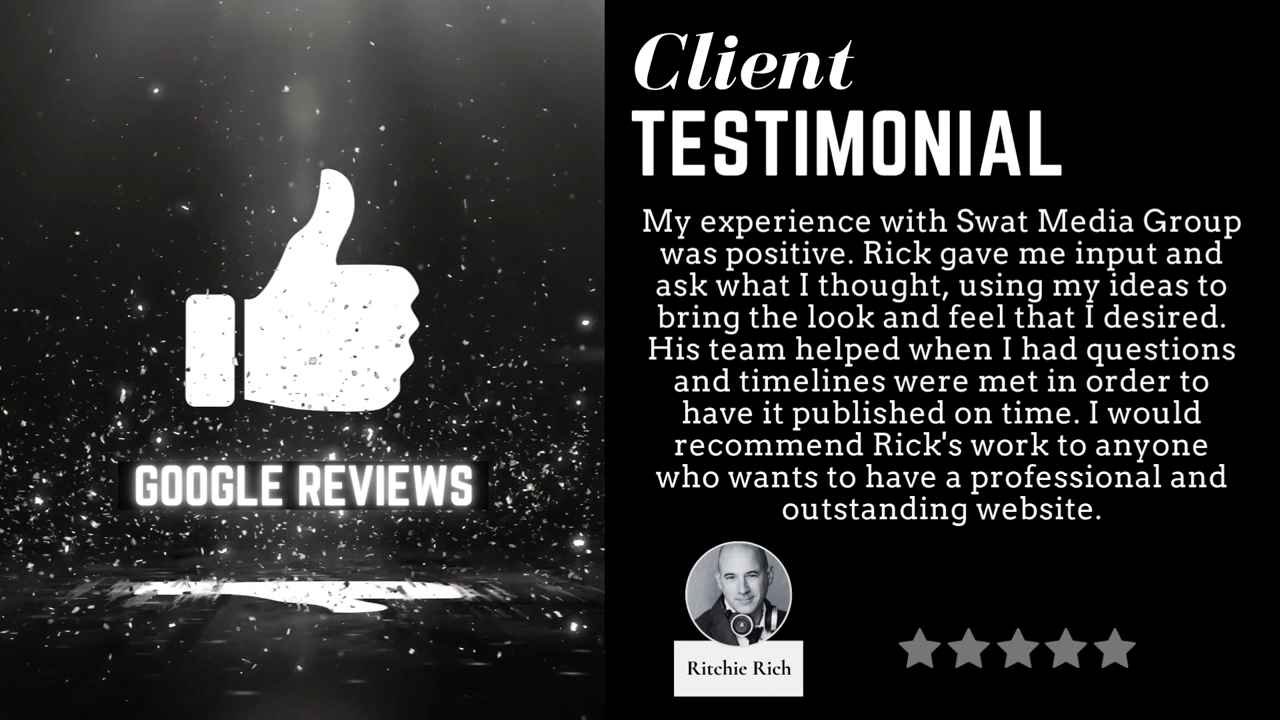 Client
TESTIMONIAL
My experience with Swat Media Group
was positive. Rick gave me input and
ask what I thought, using my ideas to
bring the look and feel that I desired.
His team helped when I had questions
and timelines were met in order to
have it published on time. I would
recommend Rick's work to anyone
who wants to have a professional and
outstanding website.
GOOGLE REVIEWS
Ritchie Rich